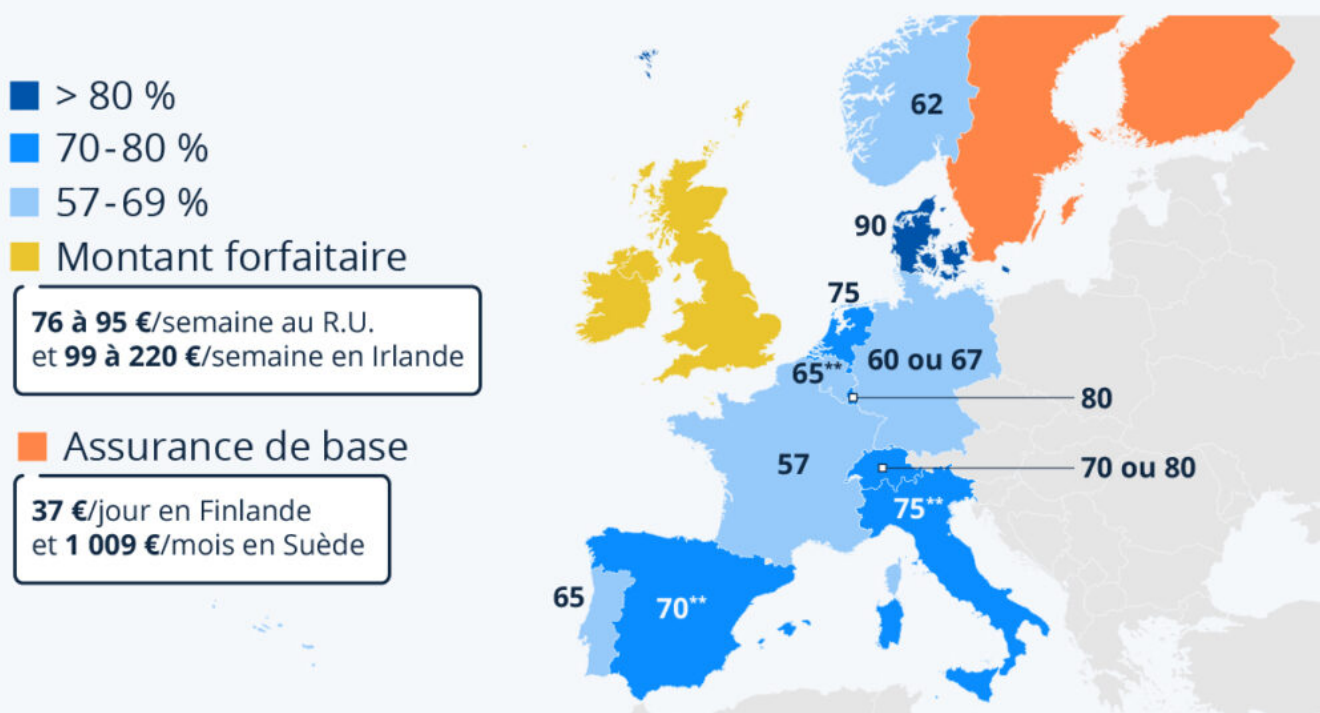 > 80 %
70-80 %
57-69 %
Montant forfaitaire
76 à 95 €/semaine au R.U.
et 99 à 220 €/semaine en Irlande
Assurance de base
37 €/jour en Finlande
et 1 009 €/mois en Suède
62
90
75
65**
60 ou 67
80
57
70 ou 80
75**
65
70**